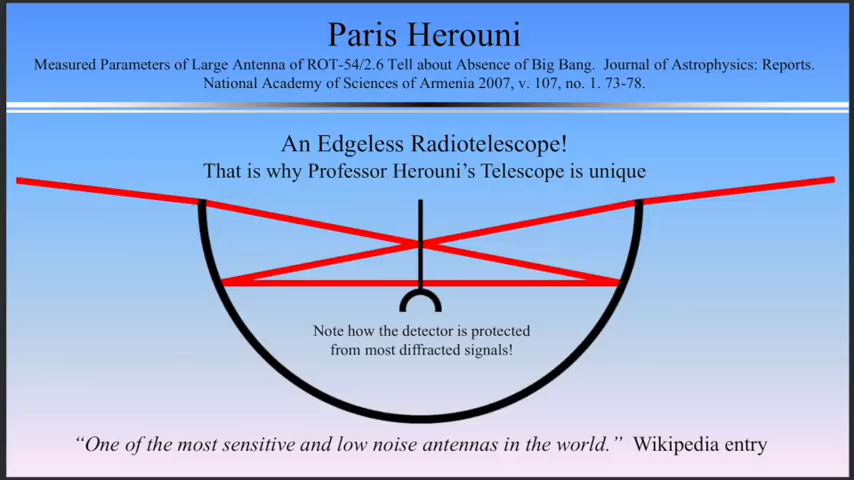 Paris Herouni
Measured Parameters of Large Antenna of ROT-54/2.6 Tell about Absence of Big Bang. Journal of Astrophysics: Reports.
National Academy of Sciences of Armenia 2007, v. 107, no. 1. 73-78.
An Edgeless Radiotelescope!
That is why Professor Herouni’s Telescope is unique
Note how the detector is protected
from most diffracted signals!
“One of the most sensitive and low noise antennas in the world.” Wikipedia entry